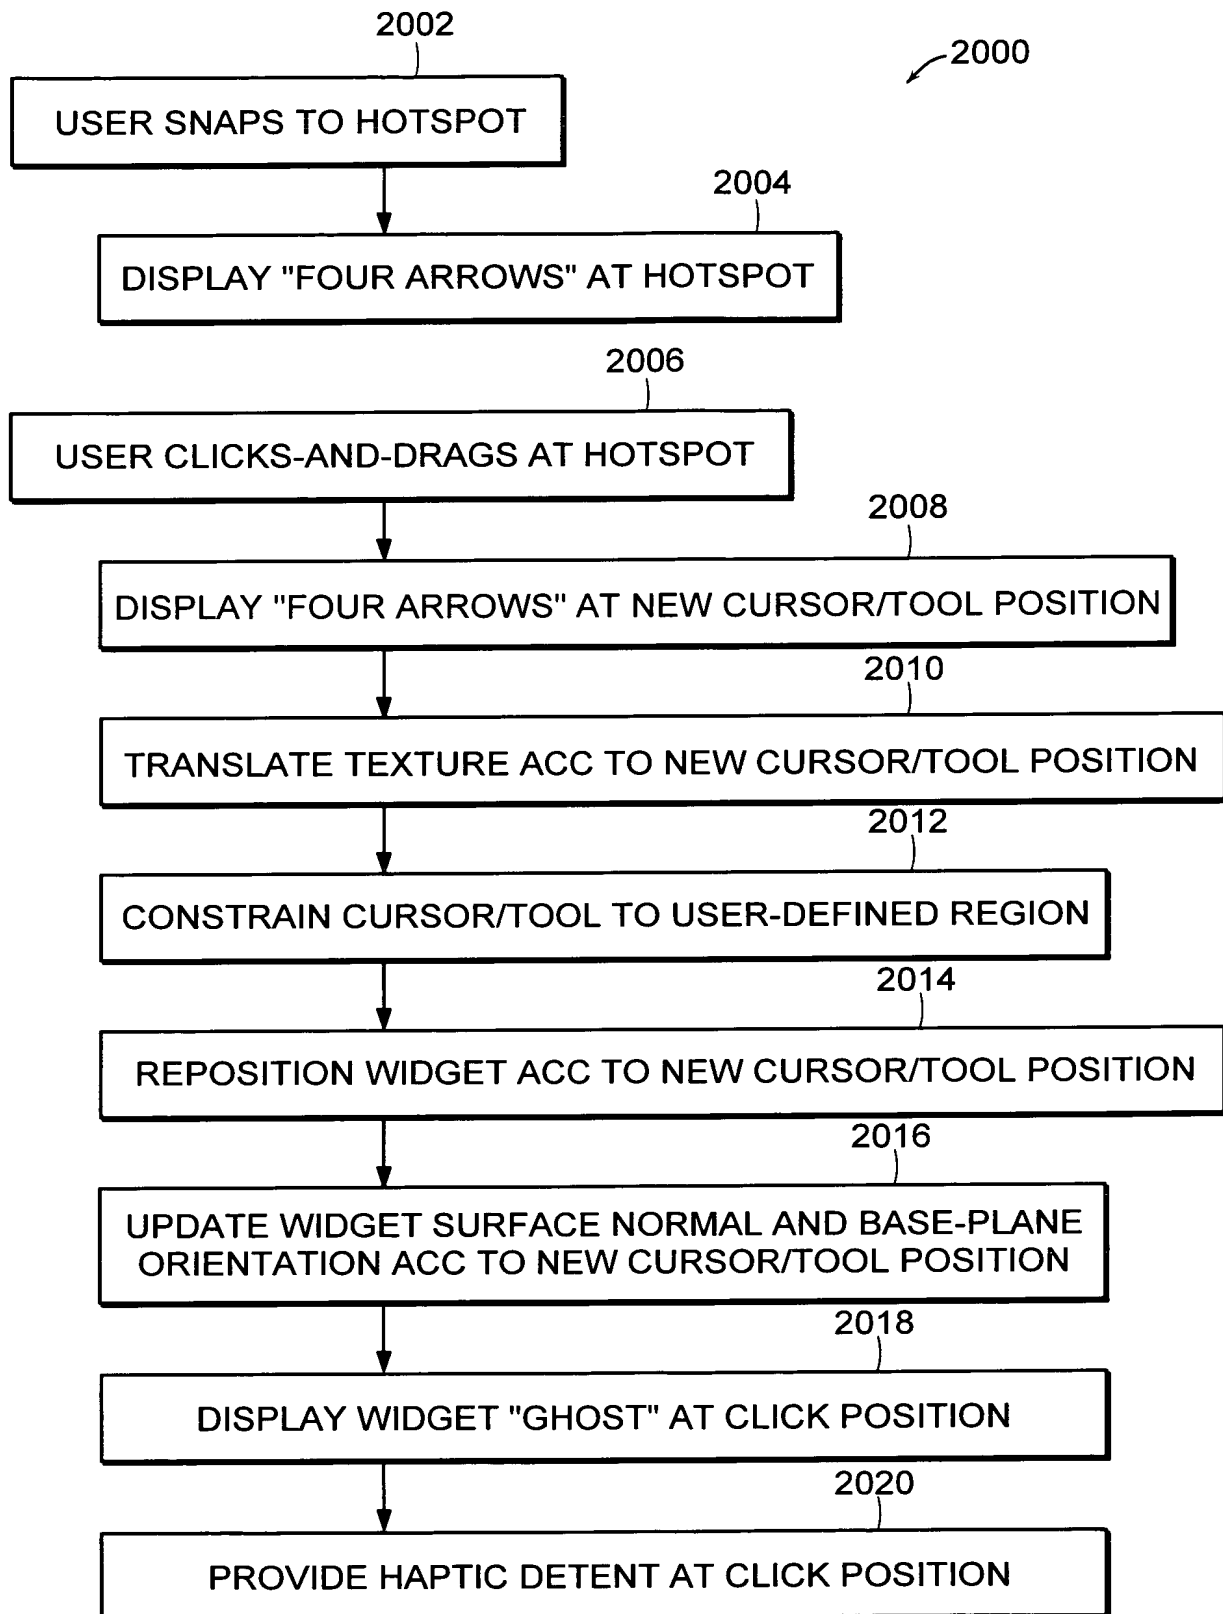 2002
2000
USER SNAPS TO HOTSPOT
2004
DISPLAY "FOUR ARROWS" AT HOTSPOT
2006
USER CLICKS-AND-DRAGS AT HOTSPOT
2008
DISPLAY "FOUR ARROWS" AT NEW CURSOR/TOOL POSITION
2010
TRANSLATE TEXTURE ACC TO NEW CURSOR/TOOL POSITION
2012
CONSTRAIN CURSOR/TOOL TO USER-DEFINED REGION
2014
REPOSITION WIDGET ACC TO NEW CURSOR/TOOL POSITION
2016
UPDATE WIDGET SURFACE NORMAL AND BASE-PLANE
ORIENTATION ACC TO NEW CURSOR/TOOL POSITION
2018
DISPLAY WIDGET "GHOST" AT CLICK POSITION
2020
PROVIDE HAPTIC DETENT AT CLICK POSITION